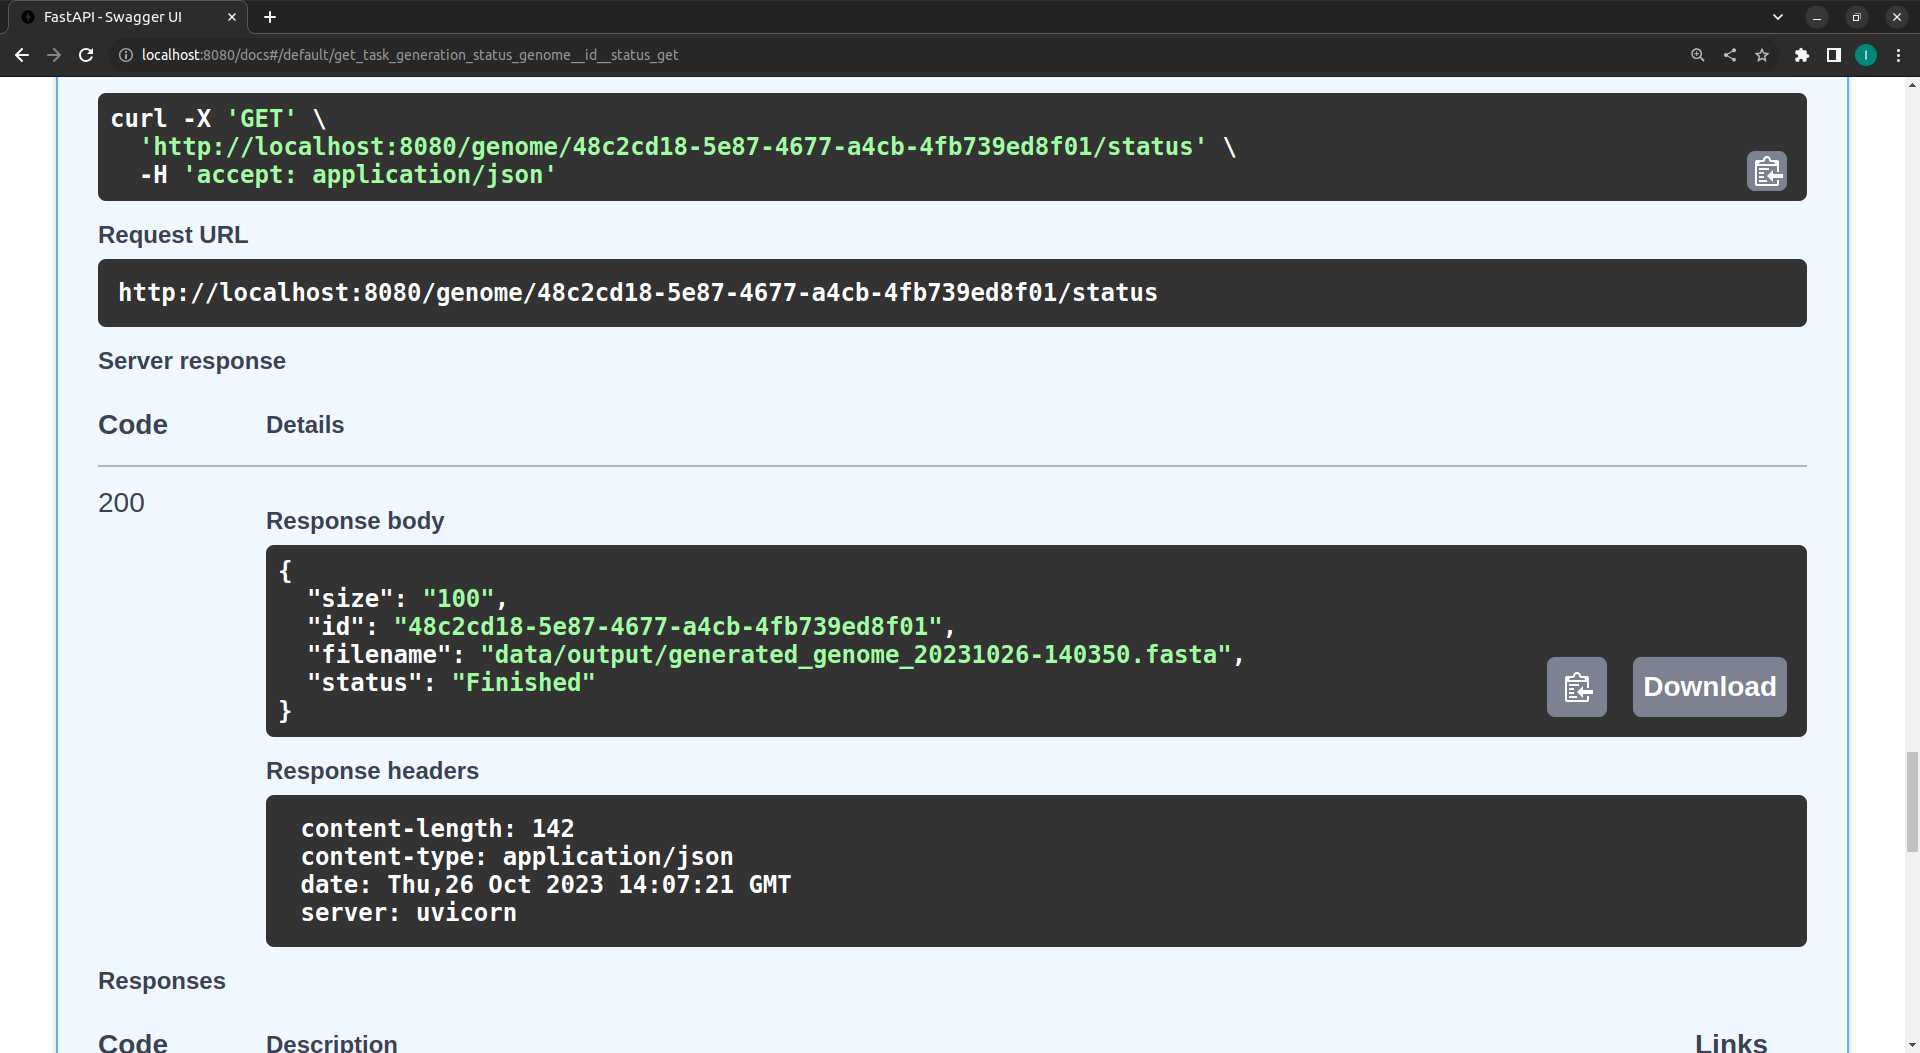 FastAPI - Swagger UI
localhost:8080/docs#/default/get_task_generation_status_genome__id__status_get
I
curl -X 'GET' \
  'http://localhost:8080/genome/48c2cd18-5e87-4677-a4cb-4fb739ed8f01/status' \
  -H 'accept: application/json'
Request URL
http://localhost:8080/genome/48c2cd18-5e87-4677-a4cb-4fb739ed8f01/status
Server response
Code Details
200
Response body
{
  "size": "100",
  "id": "48c2cd18-5e87-4677-a4cb-4fb739ed8f01",
  "filename": "data/output/generated_genome_20231026-140350.fasta",
  "status": "Finished"
}
Download
Response headers
content-length: 142
content-type: application/json
date: Thu,26 Oct 2023 14:07:21 GMT
server: uvicorn
Responses
Code Description Links